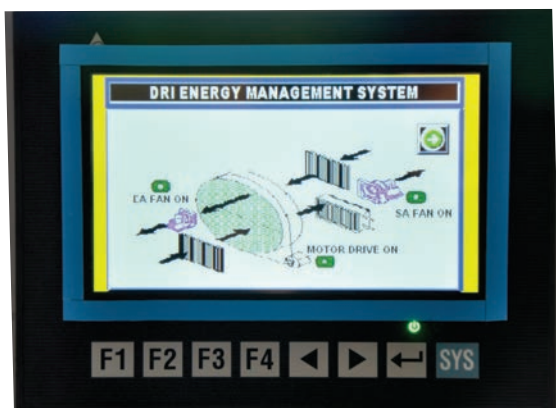 DRI ENERGY MANAGEMENT SYSTEM
EA FAN ON
SA FAN ON
MOTOR DRIVE ON
F1 F2 F3 F4 SYS